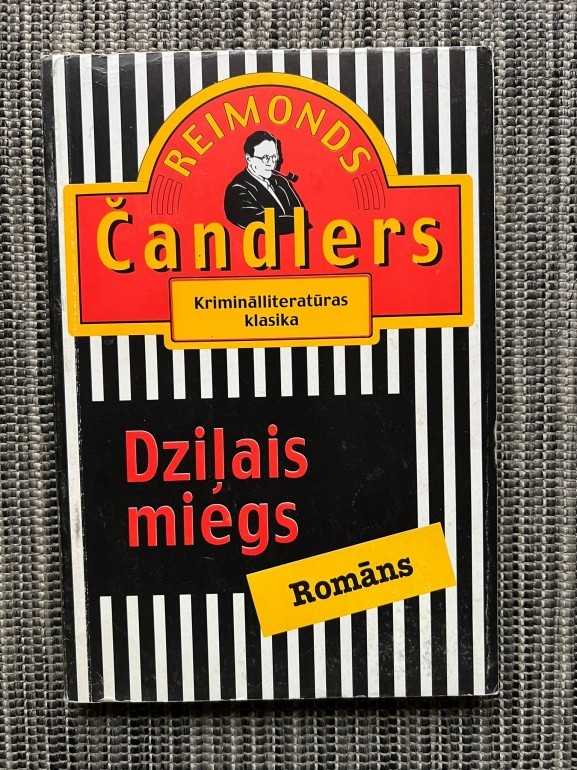 REIMONDS
Čandlers
Kriminālliteratūras
klasika
Dziļais
miegs
Romāns